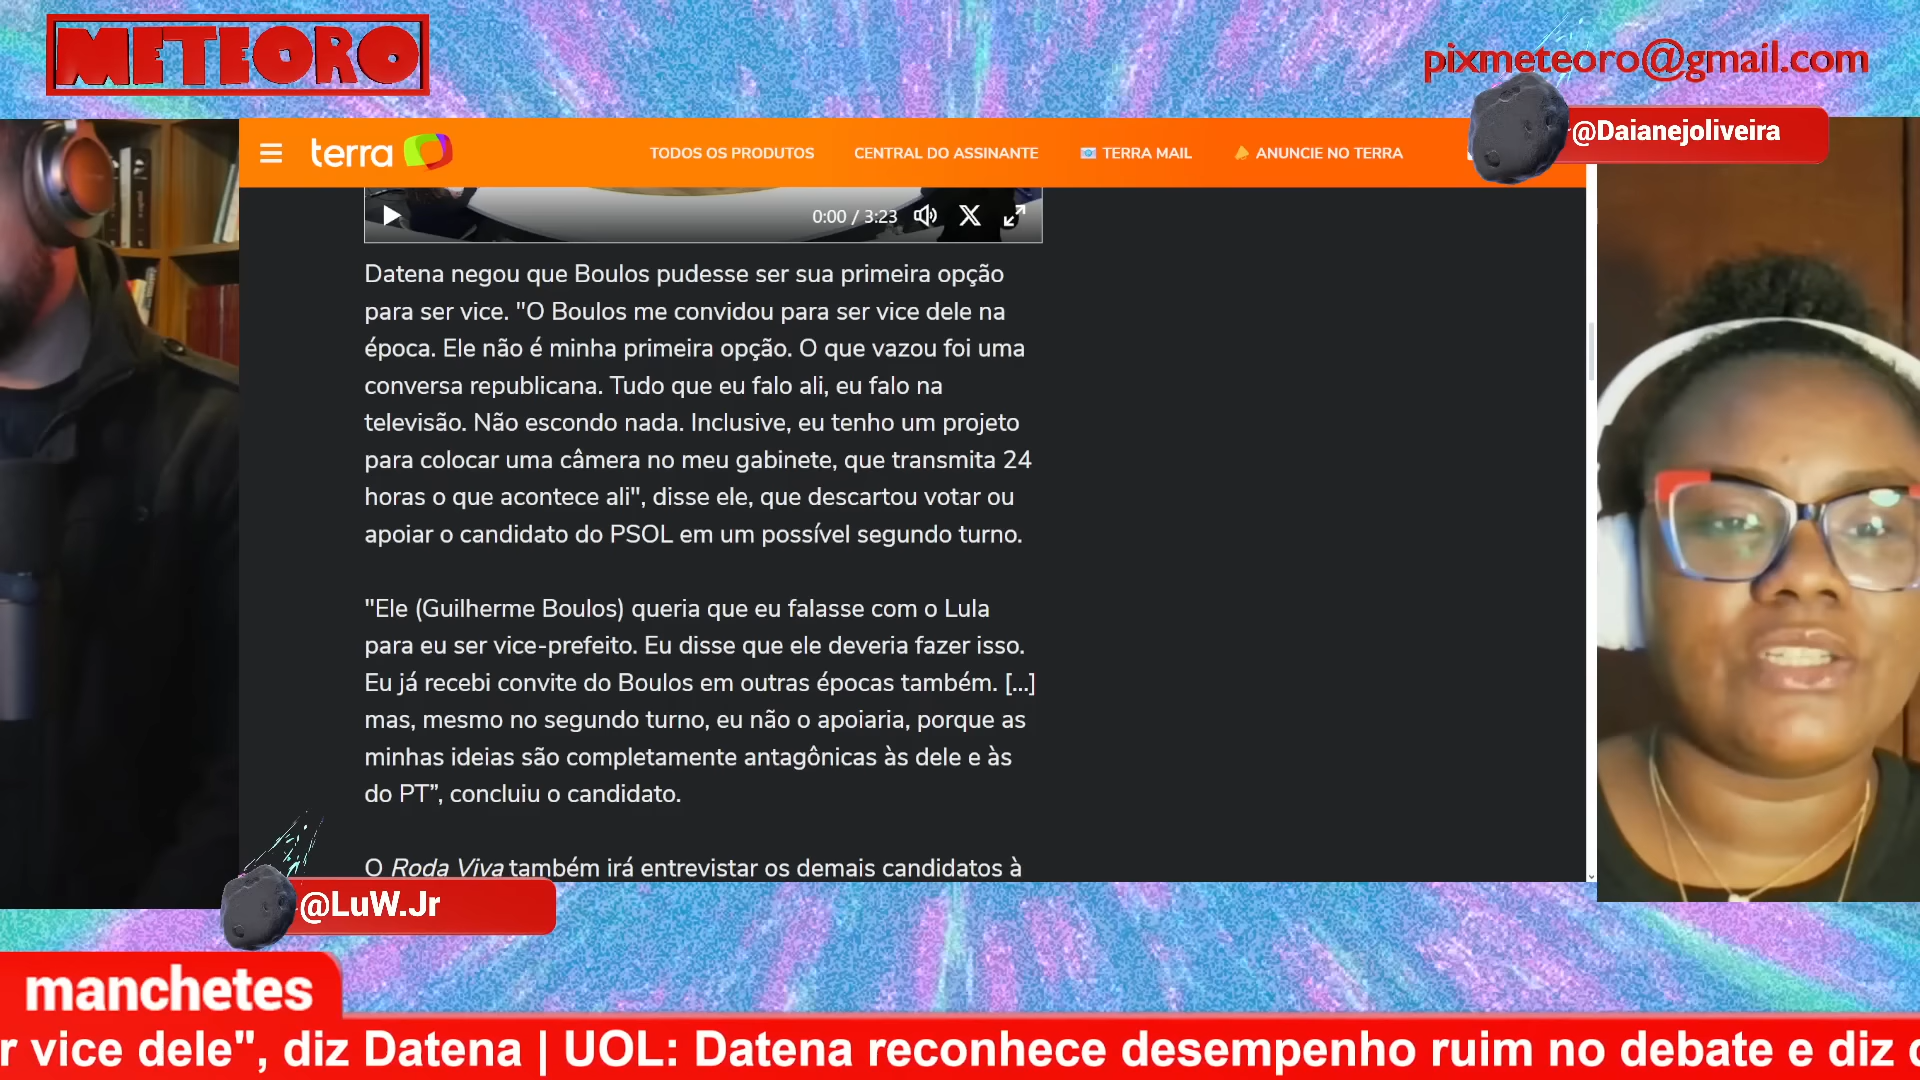 METEORO
pixmeteoro@gmail.com
@Daianejoliveira
terra
TODOS OS PRODUTOS
CENTRAL DO ASSINANTE
TERRA MAIL
ANUNCIE NO TERRA
0:00 / 3:23
Datena negou que Boulos pudesse ser sua primeira opção
para ser vice. "O Boulos me convidou para ser vice dele na
época. Ele não é minha primeira opção. O que vazou foi uma
conversa republicana. Tudo que eu falo ali, eu falo na
televisão. Não escondo nada. Inclusive, eu tenho um projeto
para colocar uma câmera no meu gabinete, que transmita 24
horas o que acontece ali", disse ele, que descartou votar ou
apoiar o candidato do PSOL em um possível segundo turno.
"Ele (Guilherme Boulos) queria que eu falasse com o Lula
para eu ser vice-prefeito. Eu disse que ele deveria fazer isso.
Eu já recebi convite do Boulos em outras épocas também. [...]
mas, mesmo no segundo turno, eu não o apoiaria, porque as
minhas ideias são completamente antagônicas às dele e às
do PT”, concluiu o candidato.
O Roda Viva também irá entrevistar os demais candidatos à
@LuW.Jr
manchetes
r vice dele", diz Datena | UOL: Datena reconhece desempenho ruim no debate e diz